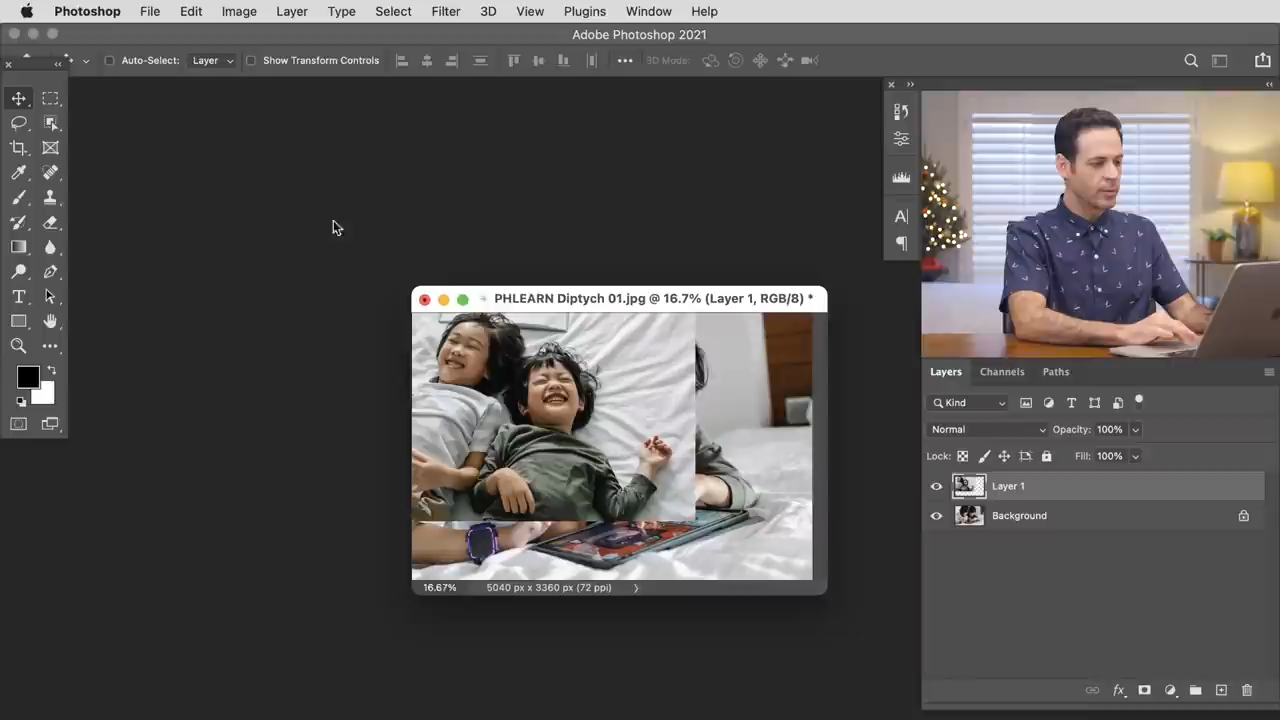 Photoshop File Edit Image Layer Type Select Filter 3D View Plugins Window Help
Adobe Photoshop 2021
Auto-Select: Layer Show Transform Controls 3D Mode:
PHLEARN Diptych 01.jpg @ 16.7% (Layer 1, RGB/8) *
16.67% 5040 px x 3360 px (72 ppi)
Layers Channels Paths
Kind
Normal Opacity: 100%
Lock: Fill: 100%
Layer 1
Background